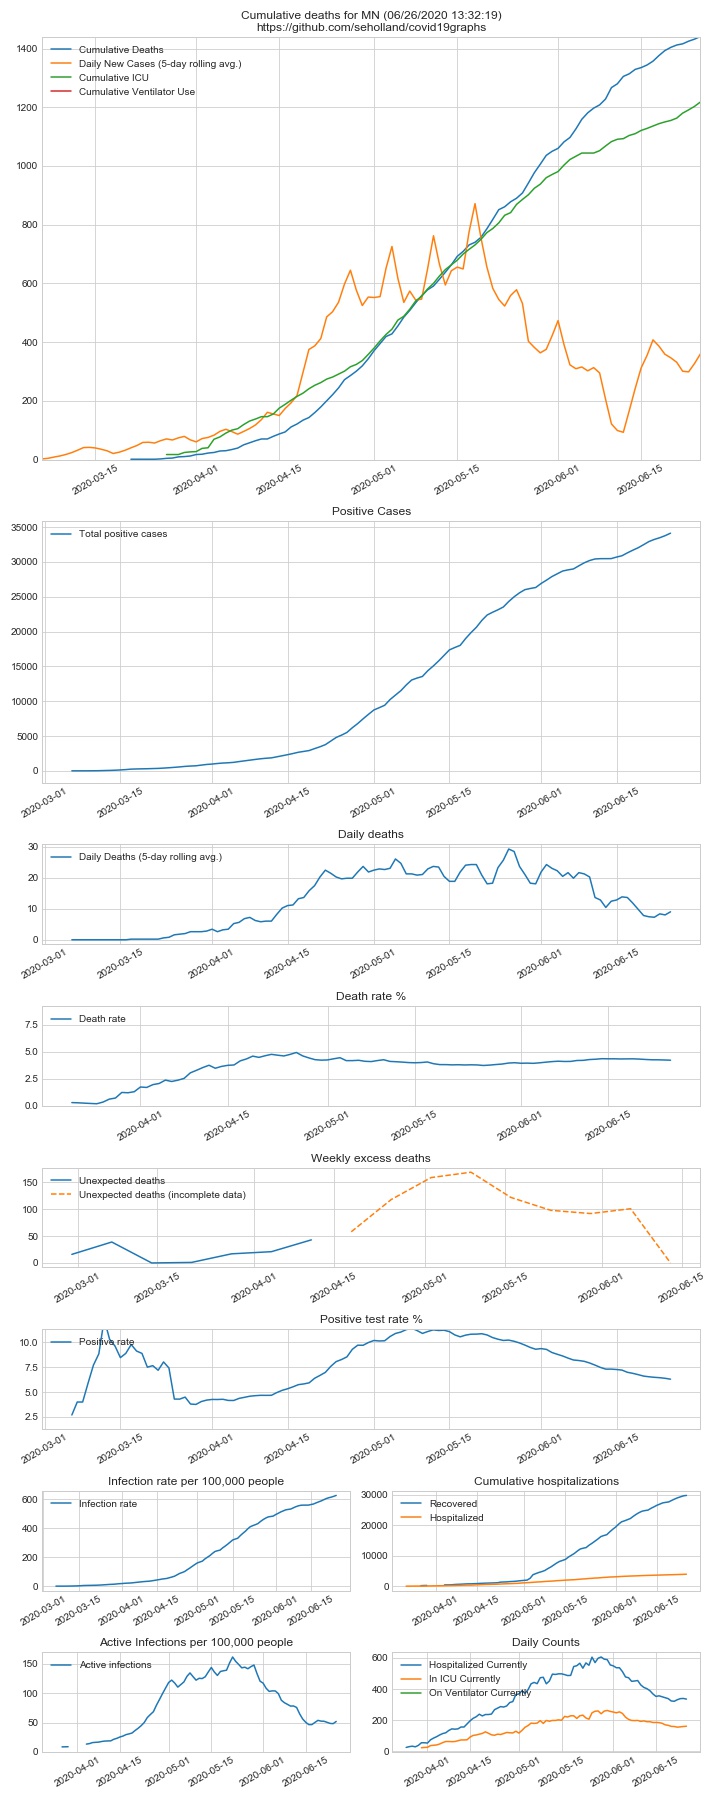 Cumulative deaths for MN (06/26/2020 13:32:19)
https://github.com/seholland/covid19graphs
Cumulative Deaths
Daily New Cases (5-day rolling avg.)
Cumulative ICU
Cumulative Ventilator Use
1400
1200
1000
800
600
400
200
0
2020-03-15 2020-04-01 2020-04-15 2020-05-01 2020-05-15 2020-06-01 2020-06-15
Positive Cases
Total positive cases
35000
30000
25000
20000
15000
10000
5000
0
2020-03-01 2020-03-15 2020-04-01 2020-04-15 2020-05-01 2020-05-15 2020-06-01 2020-06-15
Daily deaths
Daily Deaths (5-day rolling avg.)
30
20
10
0
2020-03-01 2020-03-15 2020-04-01 2020-04-15 2020-05-01 2020-05-15 2020-06-01 2020-06-15
Death rate %
Death rate
7.5
5.0
2.5
0.0
2020-04-01 2020-04-15 2020-05-01 2020-05-15 2020-06-01 2020-06-15
Weekly excess deaths
Unexpected deaths
Unexpected deaths (incomplete data)
150
100
50
0
2020-03-01 2020-03-15 2020-04-01 2020-04-15 2020-05-01 2020-05-15 2020-06-01 2020-06-15
Positive test rate %
Positive rate
10.0
7.5
5.0
2.5
2020-03-01 2020-03-15 2020-04-01 2020-04-15 2020-05-01 2020-05-15 2020-06-01 2020-06-15
Infection rate per 100,000 people
Infection rate
600
400
200
0
2020-03-01 2020-03-15 2020-04-01 2020-04-15 2020-05-01 2020-05-15 2020-06-01 2020-06-15
Cumulative hospitalizations
Recovered
Hospitalized
30000
20000
10000
0
2020-04-01 2020-04-15 2020-05-01 2020-05-15 2020-06-01 2020-06-15
Active Infections per 100,000 people
Active infections
150
100
50
0
2020-04-01 2020-04-15 2020-05-01 2020-05-15 2020-06-01 2020-06-15
Daily Counts
Hospitalized Currently
In ICU Currently
On Ventilator Currently
600
400
200
0
2020-04-01 2020-04-15 2020-05-01 2020-05-15 2020-06-01 2020-06-15